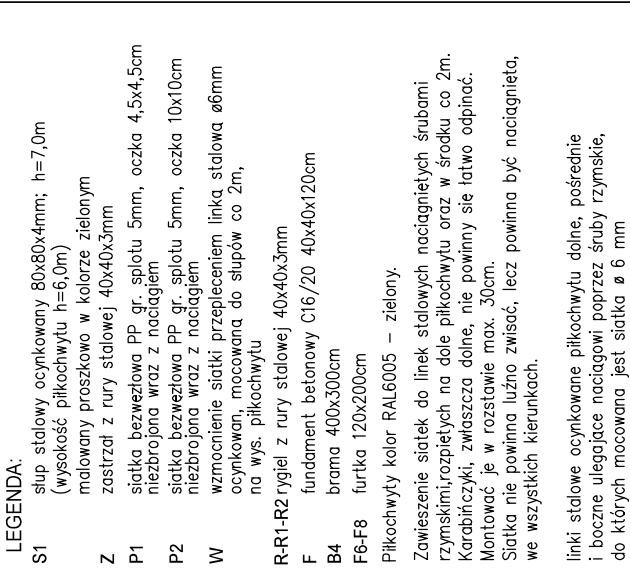 LEGENDA:
S1 słup stalowy ocynkowany 80x80x4mm; h=7,0m
(wysokość piłkochwytu h=6,0m)
malowany proszkowo w kolorze zielonym
Z zastrzał z rury stalowej 40x40x3mm
P1 siatka bezwęzłowa PP gr. splotu 5mm, oczka 4,5x4,5cm
niezbrojona wraz z naciągiem
P2 siatka bezwęzłowa PP gr. splotu 5mm, oczka 10x10cm
niezbrojona wraz z naciągiem
W wzmocnienie siatki przepleceniem linką stalową ø6mm
ocynkowan, mocowaną do słupów co 2m,
na wys. piłkochwytu
R-R1-R2 rygiel z rury stalowej 40x40x3mm
F fundament betonowy C16/20 40x40x120cm
B4 brama 400x300cm
F6-F8 furtka 120x200cm
Piłkochwyty kolor RAL6005 – zielony.
Zawieszenie siatek do linek stalowych naciągniętych śrubami
rzymskimi,rozpiętych na dole piłkochwytu oraz w środku co 2m.
Karabińczyki, zwłaszcza dolne, nie powinny się łatwo odpinać.
Montować je w rozstawie max. 30cm.
Siatka nie powinna luźno zwisać, lecz powinna być naciągnięta,
we wszystkich kierunkach.
linki stalowe ocynkowane piłkochwytu dolne, pośrednie
i boczne ulegające naciągowi poprzez śruby rzymskie,
do których mocowana jest siatka ø 6 mm